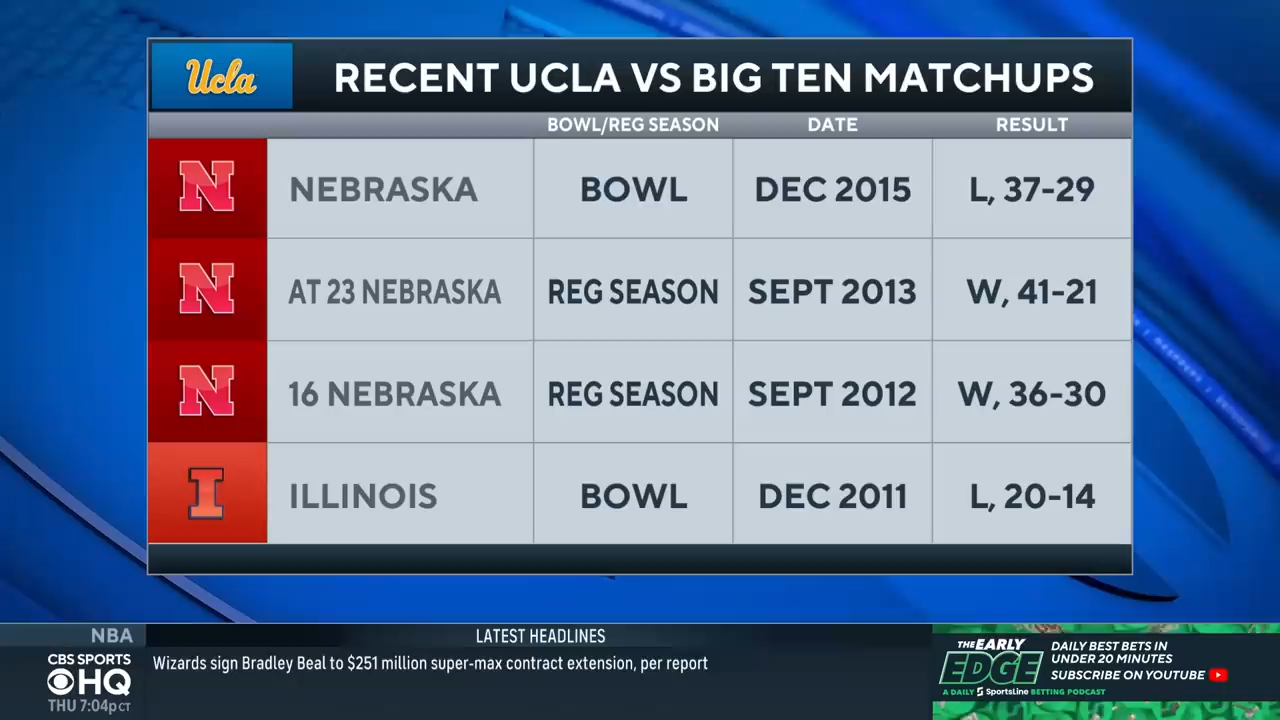 Ucla
RECENT UCLA VS BIG TEN MATCHUPS
BOWL/REG SEASON DATE RESULT
N NEBRASKA BOWL DEC 2015 L, 37-29
N AT 23 NEBRASKA REG SEASON SEPT 2013 W, 41-21
N 16 NEBRASKA REG SEASON SEPT 2012 W, 36-30
I ILLINOIS BOWL DEC 2011 L, 20-14
NBA
LATEST HEADLINES
CBS SPORTS
HQ
THU 7:04p CT
Wizards sign Bradley Beal to $251 million super-max contract extension, per report
THE EARLY
EDGE
A DAILY SportsLine BETTING PODCAST
DAILY BEST BETS IN
UNDER 20 MINUTES
SUBSCRIBE ON YOUTUBE